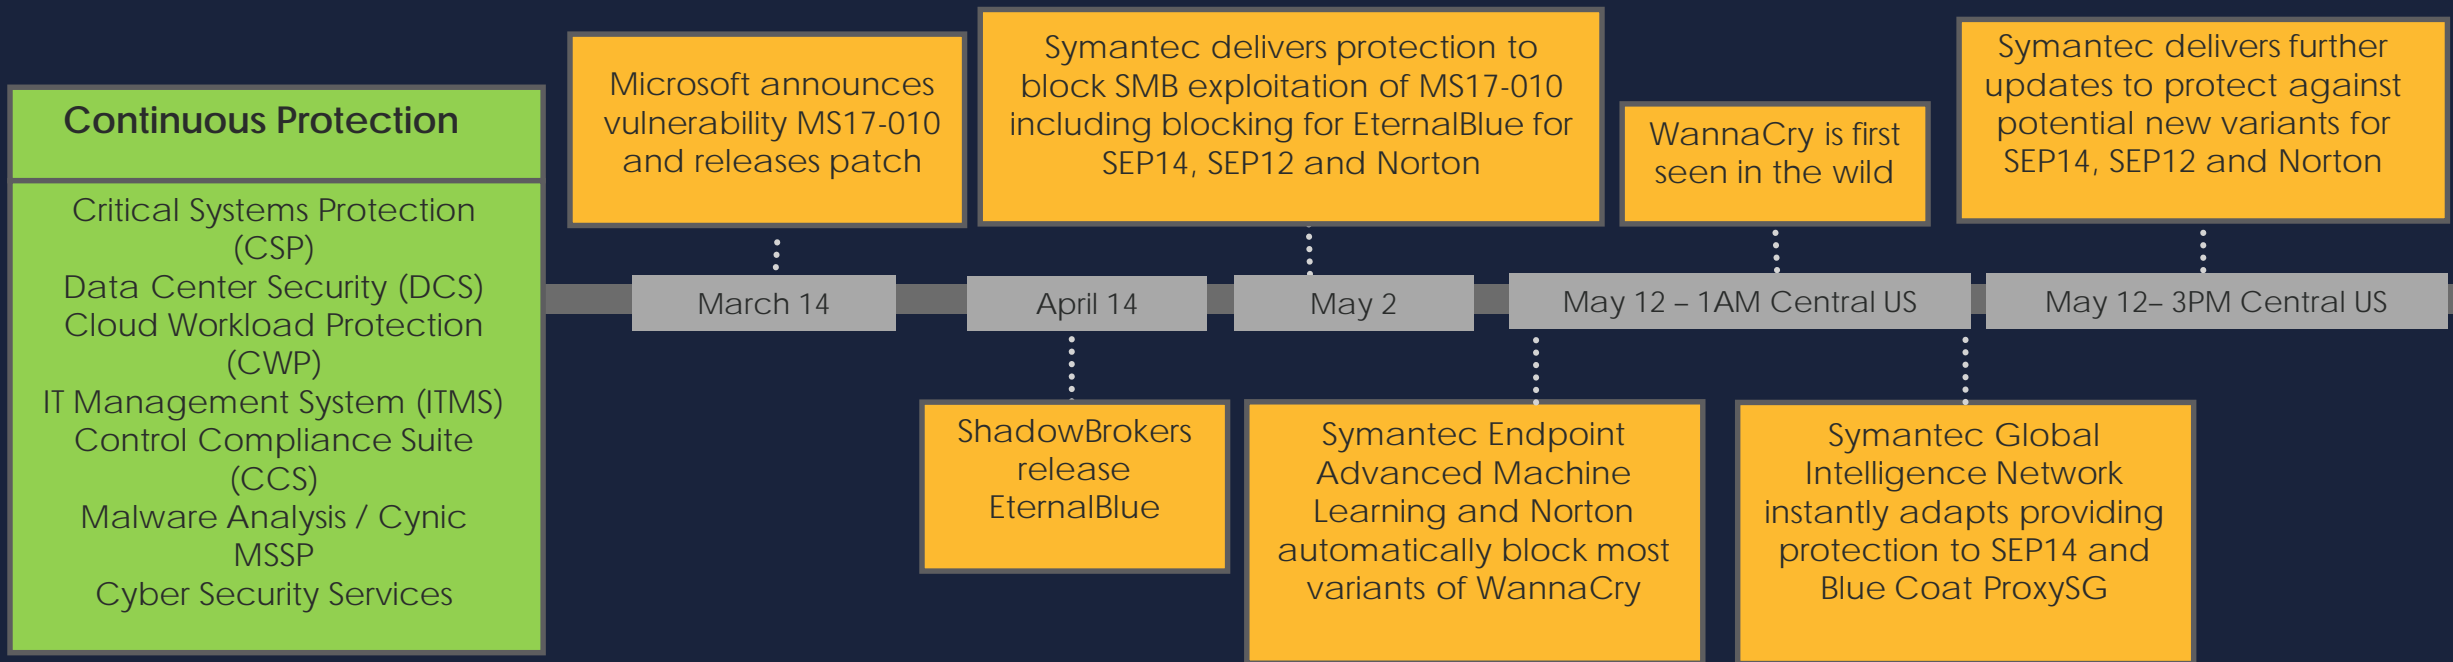 Continuous Protection
Critical Systems Protection
(CSP)
Data Center Security (DCS)
Cloud Workload Protection
(CWP)
IT Management System (ITMS)
Control Compliance Suite
(CCS)
Malware Analysis / Cynic
MSSP
Cyber Security Services
Microsoft announces
vulnerability MS17-010
and releases patch
Symantec delivers protection to
block SMB exploitation of MS17-010
including blocking for EternalBlue for
SEP14, SEP12 and Norton
WannaCry is first
seen in the wild
Symantec delivers further
updates to protect against
potential new variants for
SEP14, SEP12 and Norton
March 14
April 14
May 2
May 12 – 1AM Central US
May 12– 3PM Central US
ShadowBrokers
release
EternalBlue
Symantec Endpoint
Advanced Machine
Learning and Norton
automatically block most
variants of WannaCry
Symantec Global
Intelligence Network
instantly adapts providing
protection to SEP14 and
Blue Coat ProxySG